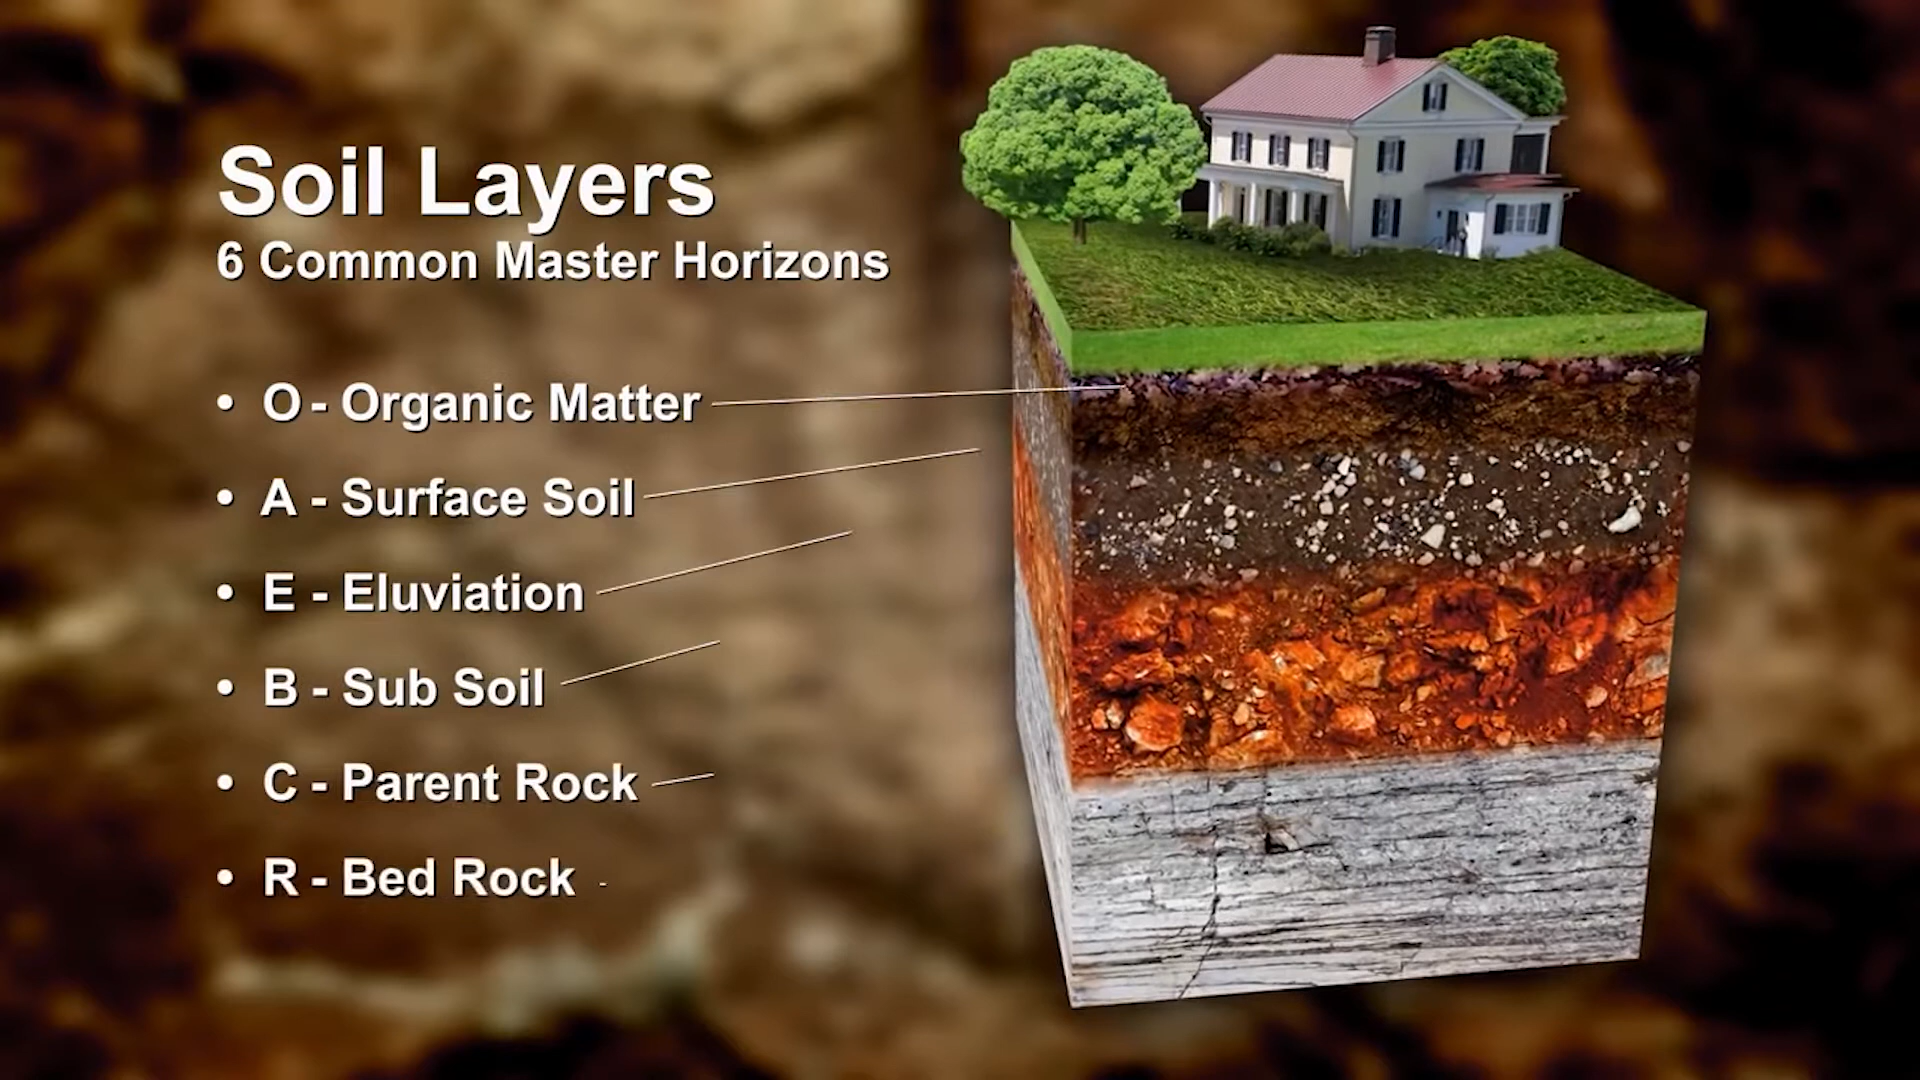 Soil Layers
6 Common Master Horizons
• O - Organic Matter
• A - Surface Soil
• E - Eluviation
• B - Sub Soil
• C - Parent Rock
• R - Bed Rock